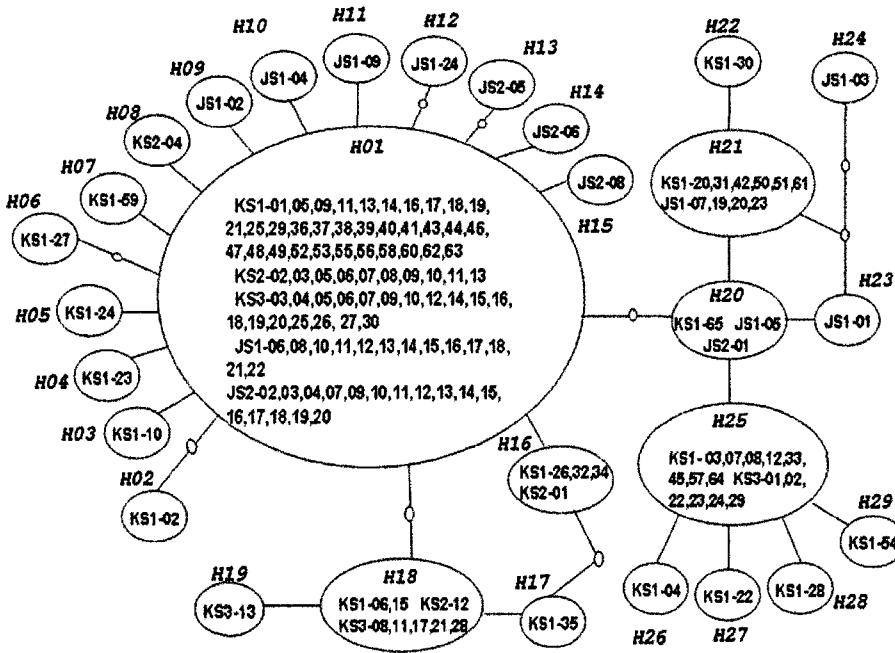 H10
H11
H12
H13
H22
H24
H09
JS1-04
JS1-09
JS1-24
JS2-05
KS1-30
JS1-03
H08
JS1-02
H14
JS2-06
H07
KS2-04
H01
H21
H06
KS1-59
JS2-08
KS1-20,31,42,50,51,61
JS1-07,19,20,23
H15
KS1-27
KS1-01,05,09,11,13,14,16,17,18,19,
21,25,29,36,37,38,39,40,41,43,44,46,
47,48,49,52,53,55,56,58,60,62,63
KS2-02,03,05,06,07,08,09,10,11,13
KS3-03,04,05,06,07,09,10,12,14,15,16,
18,19,20,25,26, 27,30
JS1-06,08,10,11,12,13,14,15,16,17,18,
21,22
JS2-02,03,04,07,09,10,11,12,13,14,15,
16,17,18,19,20
H05
KS1-24
H20
KS1-65 JS1-05
JS2-01
H23
JS1-01
H04
KS1-23
H03
KS1-10
H02
KS1-02
H16
KS1-26,32,34
KS2-01
H25
KS1- 03,07,08,12,33,
45,57,64 KS3-01,02,
22,23,24,29
H29
KS1-54
H19
KS3-13
H18
KS1-06,15 KS2-12
KS3-08,11,17,21,28
H17
KS1-35
KS1-04
KS1-22
KS1-28
H26
H27
H28